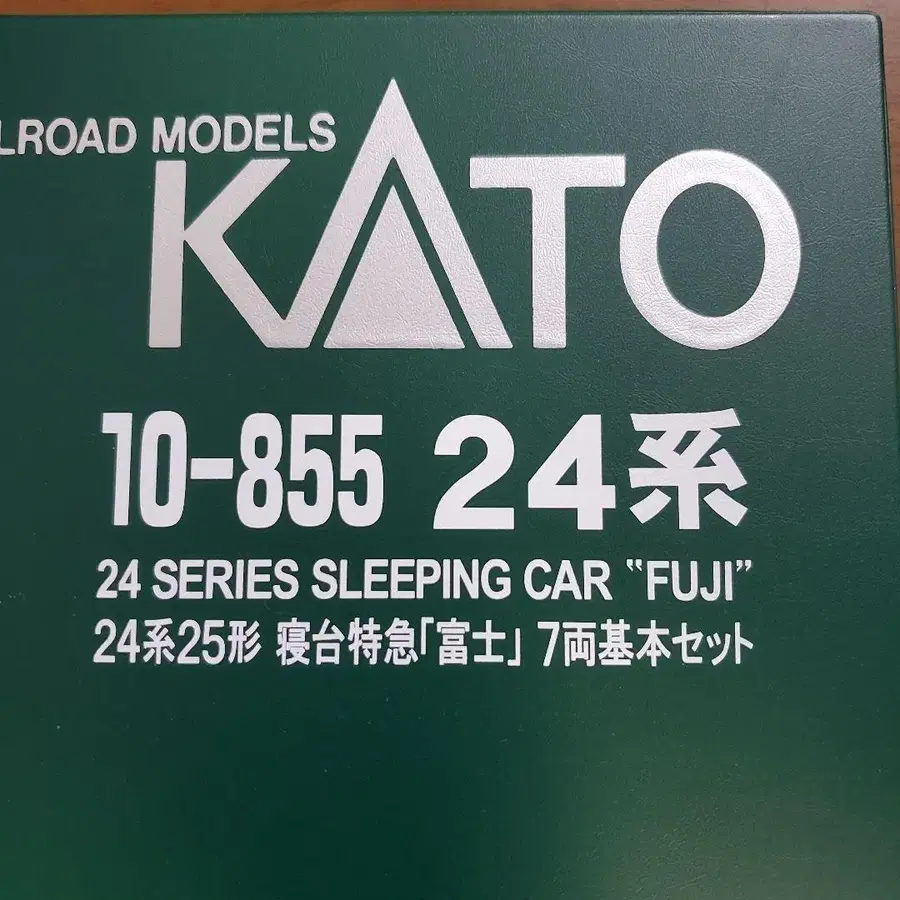 LROAD MODELS
KATO
10-855 24系
24 SERIES SLEEPING CAR “FUJI”
24系25形 寝台特急「富士」 7両基本セット